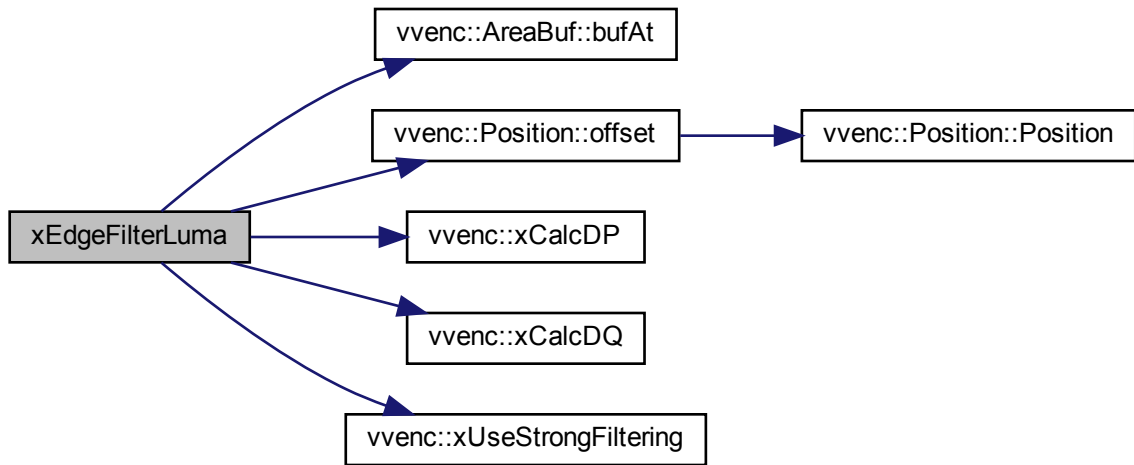 vvenc::AreaBuf::bufAt
vvenc::Position::offset
vvenc::Position::Position
xEdgeFilterLuma
vvenc::xCalcDP
vvenc::xCalcDQ
vvenc::xUseStrongFiltering